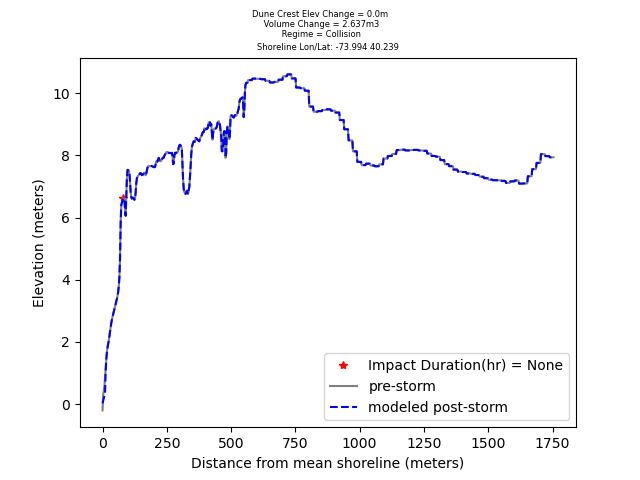 Dune Crest Elev Change = 0.0m
Volume Change = 2.637m3
Regime = Collision
Shoreline Lon/Lat: -73.994 40.239
10
8
6
4
2
0
Elevation (meters)
Impact Duration(hr) = None
pre-storm
modeled post-storm
0 250 500 750 1000 1250 1500 1750
Distance from mean shoreline (meters)